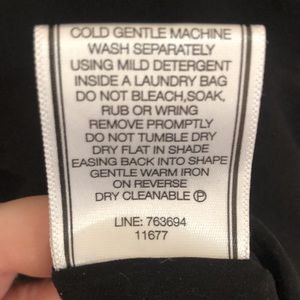 COLD GENTLE MACHINE
WASH SEPARATELY
USING MILD DETERGENT
INSIDE A LAUNDRY BAG
DO NOT BLEACH,SOAK,
RUB OR WRING
REMOVE PROMPTLY
DO NOT TUMBLE DRY
DRY FLAT IN SHADE
EASING BACK INTO SHAPE
GENTLE WARM IRON
ON REVERSE
DRY CLEANABLE Ⓟ
LINE: 763694
11677